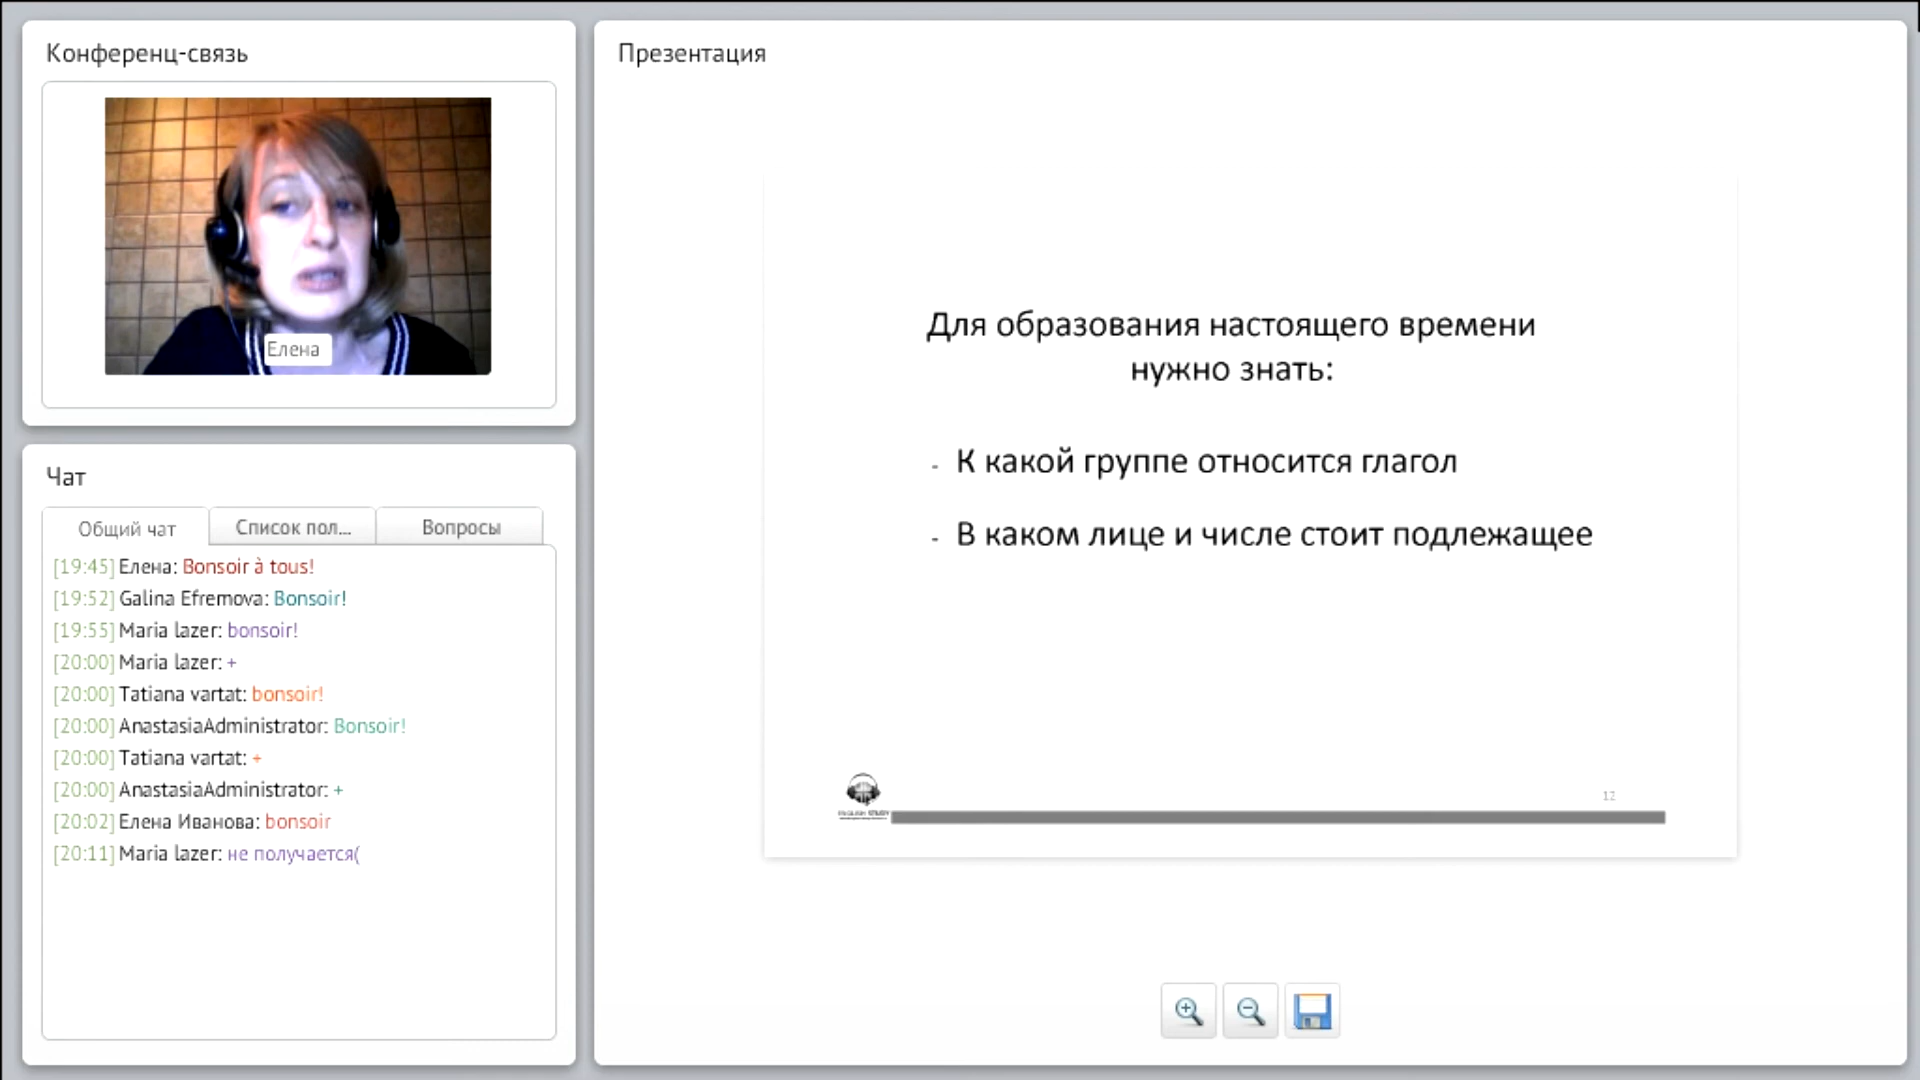 Конференц-связь
Елена
Чат
Общий чат
Список пол...
Вопросы
[19:45] Елена: Bonsoir à tous!
[19:52] Galina Efremova: Bonsoir!
[19:55] Maria lazer: bonsoir!
[20:00] Maria lazer: +
[20:00] Tatiana vartat: bonsoir!
[20:00] AnastasiaAdministrator: Bonsoir!
[20:00] Tatiana vartat: +
[20:00] AnastasiaAdministrator: +
[20:02] Елена Иванова: bonsoir
[20:11] Maria lazer: не получается(
Презентация
Для образования настоящего времени
нужно знать:
- К какой группе относится глагол
- В каком лице и числе стоит подлежащее
ENGLISH STUDY
12